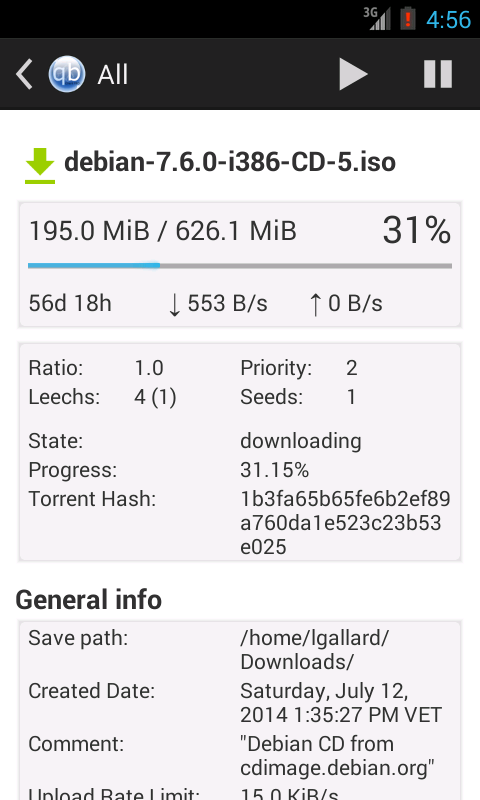 3G 4:56
qb All
debian-7.6.0-i386-CD-5.iso
195.0 MiB / 626.1 MiB 31%
56d 18h ↓ 553 B/s ↑ 0 B/s
Ratio: 1.0 Priority: 2
Leechs: 4 (1) Seeds: 1
State: downloading
Progress: 31.15%
Torrent Hash: 1b3fa65b65fe6b2ef89
a760da1e523c23b53
e025
General info
Save path: /home/lgallard/
Downloads/
Created Date: Saturday, July 12,
2014 1:35:27 PM VET
Comment: "Debian CD from
cdimage.debian.org"
Upload Rate Limit: 15.0 KiB/s